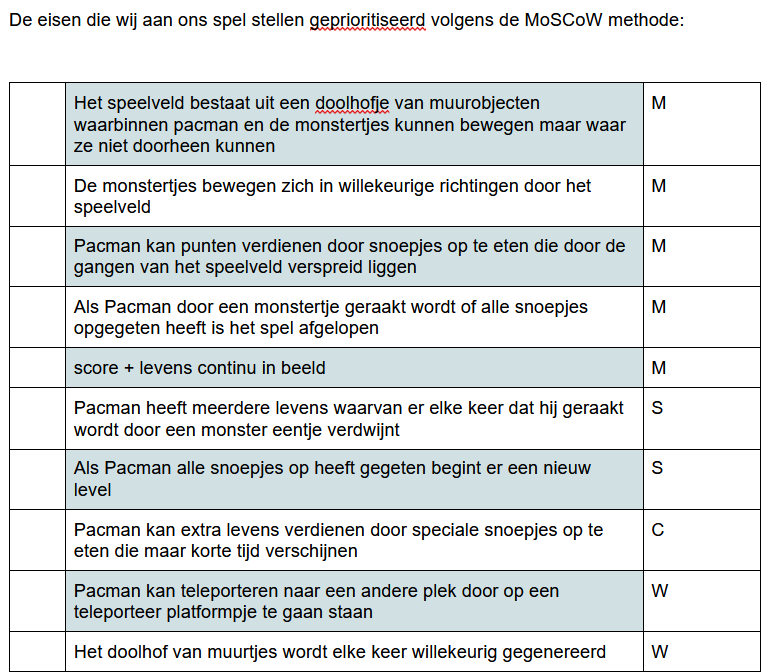 De eisen die wij aan ons spel stellen geprioritiseerd volgens de MoSCoW methode:
Het speelveld bestaat uit een doolhofje van muurobjecten M
waarbinnen pacman en de monstertjes kunnen bewegen maar waar
ze niet doorheen kunnen
De monstertjes bewegen zich in willekeurige richtingen door het M
speelveld
Pacman kan punten verdienen door snoepjes op te eten die door de M
gangen van het speelveld verspreid liggen
Als Pacman door een monstertje geraakt wordt of alle snoepjes M
opgegeten heeft is het spel afgelopen
score + levens continu in beeld M
Pacman heeft meerdere levens waarvan er elke keer dat hij geraakt S
wordt door een monster eentje verdwijnt
Als Pacman alle snoepjes op heeft gegeten begint er een nieuw S
level
Pacman kan extra levens verdienen door speciale snoepjes op te C
eten die maar korte tijd verschijnen
Pacman kan teleporteren naar een andere plek door op een W
teleporteer platformpje te gaan staan
Het doolhof van muurtjes wordt elke keer willekeurig gegenereerd W